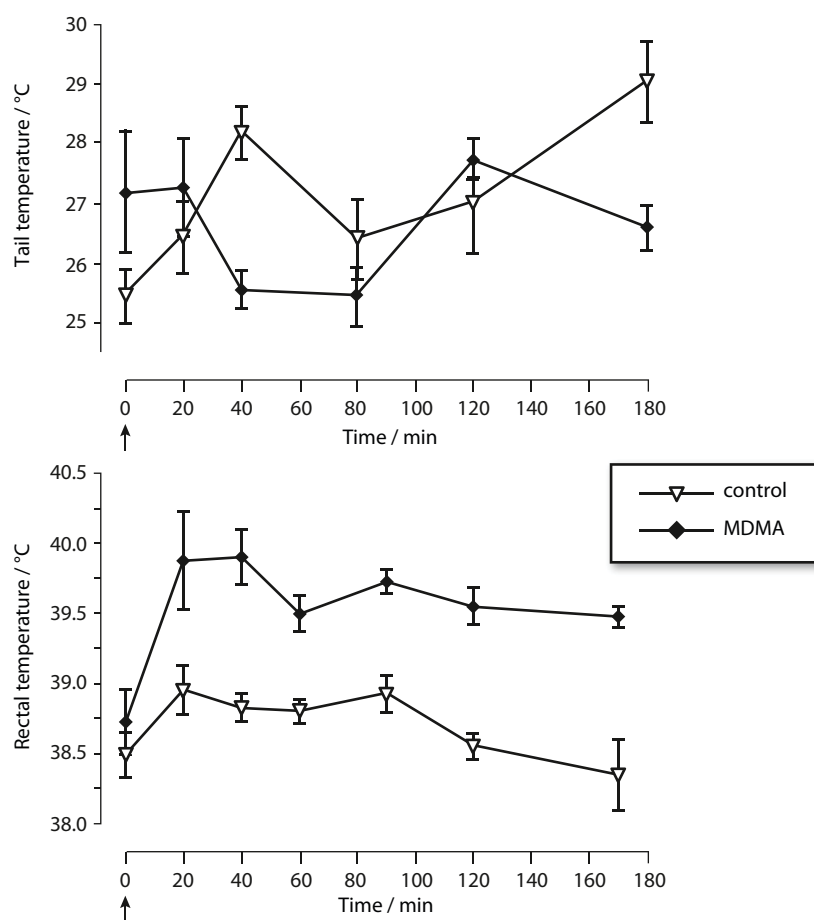 30
29
28
27
26
25
Tail temperature / °C
0 20 40 60 80 100 120 140 160 180
Time / min
40.5
40.0
39.5
39.0
38.5
38.0
Rectal temperature / °C
control
MDMA
0 20 40 60 80 100 120 140 160 180
Time / min